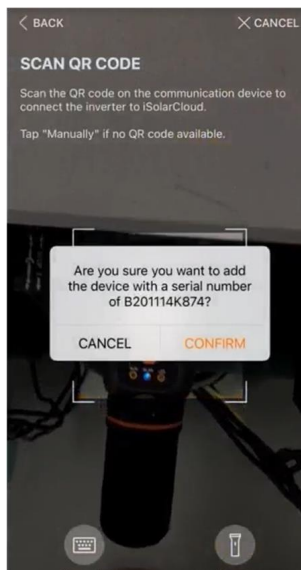 BACK
CANCEL
SCAN QR CODE
Scan the QR code on the communication device to
connect the inverter to iSolarCloud.
Tap "Manually" if no QR code available.
Are you sure you want to add
the device with a serial number
of B201114K874?
CANCEL CONFIRM